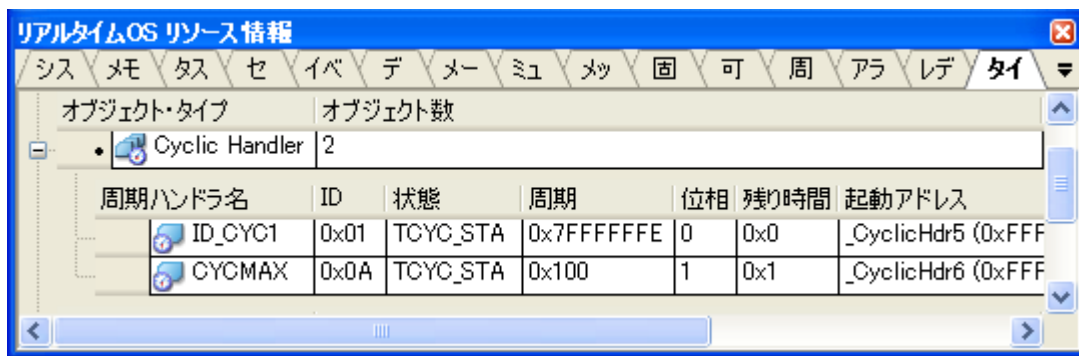 リアルタイムOS リソース情報
シス メモ タス セ イベ デ メー ミュ メッ 固 可 周 アラ レデ タイ
オブジェクト・タイプ オブジェクト数
Cyclic Handler 2
周期ハンドラ名 ID 状態 周期 位相 残り時間 起動アドレス
ID_CYC1 0x01 TCYC_STA 0x7FFFFFFE 0 0x0 _CyclicHdr5 (0xFFF
CYCMAX 0x0A TCYC_STA 0x100 1 0x1 _CyclicHdr6 (0xFFF